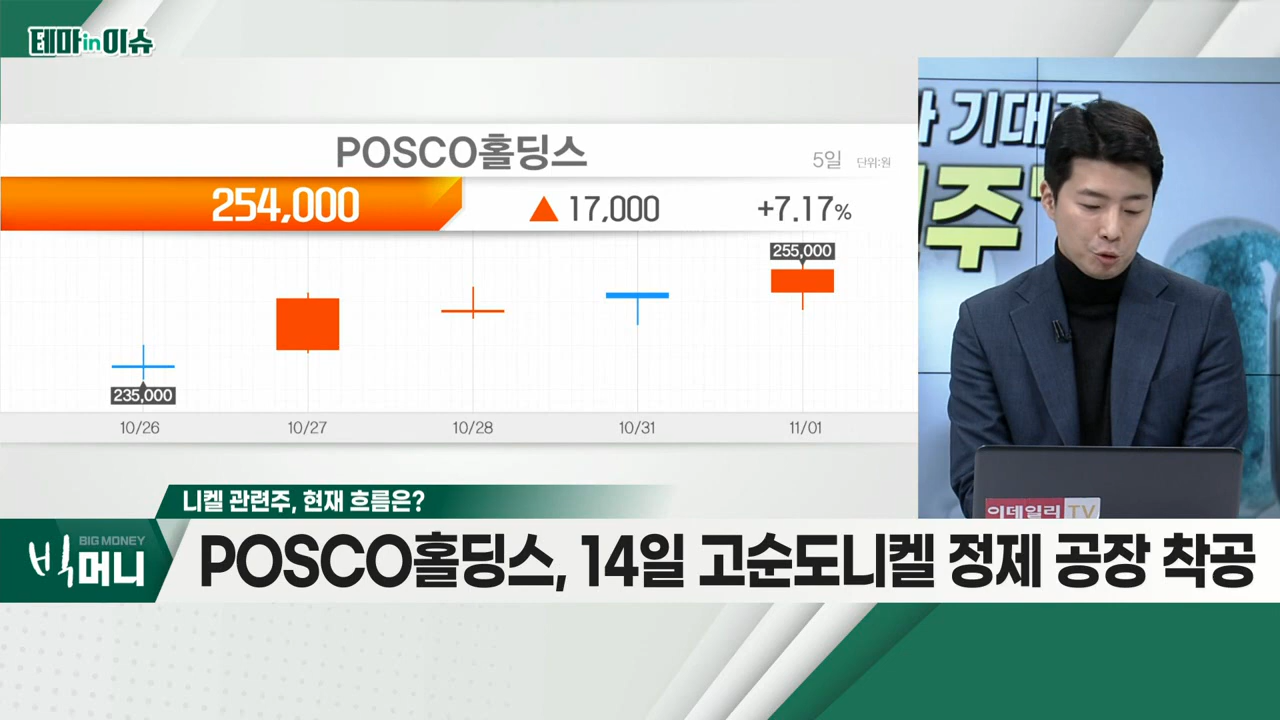 테마in이슈
POSCO홀딩스
5일 단위:원
254,000 ▲ 17,000 +7.17%
255,000
235,000
10/26 10/27 10/28 10/31 11/01
기대주
주
이데일리TV
니켈 관련주, 현재 흐름은?
BIG MONEY
빅머니
POSCO홀딩스, 14일 고순도니켈 정제 공장 착공